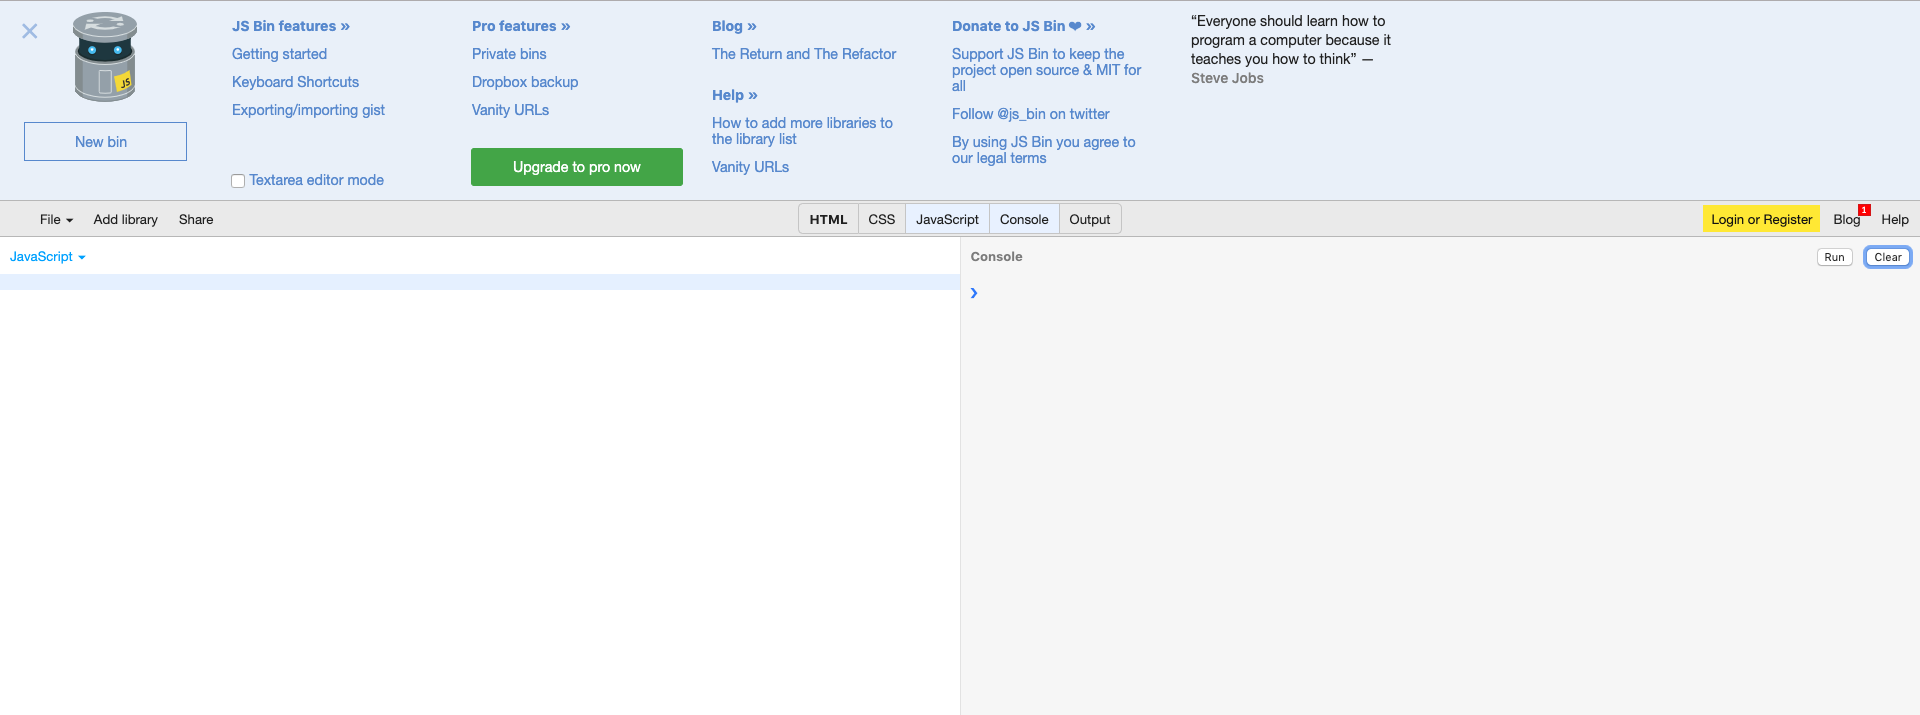 JS Bin features »
Getting started
Keyboard Shortcuts
Exporting/importing gist
Textarea editor mode
Pro features »
Private bins
Dropbox backup
Vanity URLs
Upgrade to pro now
Blog »
The Return and The Refactor
Help »
How to add more libraries to
the library list
Vanity URLs
Donate to JS Bin ❤ »
Support JS Bin to keep the
project open source & MIT for
all
Follow @js_bin on twitter
By using JS Bin you agree to
our legal terms
“Everyone should learn how to
program a computer because it
teaches you how to think” —
Steve Jobs
JS
New bin
File
Add library
Share
HTML
CSS
JavaScript
Console
Output
Login or Register
Blog
1
Help
JavaScript
Console
Run
Clear